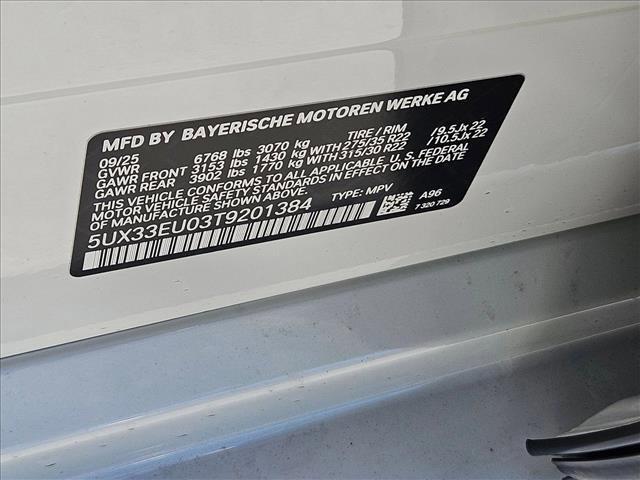 MFD BY BAYERISCHE MOTOREN WERKE AG
09/25 TIRE / RIM
GVWR 6768 lbs 3070 kg
GAWR FRONT 3153 lbs 1430 kg WITH 275/35 R22 /9.5Jx22
GAWR REAR 3902 lbs 1770 kg WITH 315/30 R22 /10.5Jx22
THIS VEHICLE CONFORMS TO ALL APPLICABLE U.S. FEDERAL
MOTOR VEHICLE SAFETY STANDARDS IN EFFECT ON THE DATE
OF MANUFACTURE SHOWN ABOVE.
5UX33EU03T9201384 TYPE: MPV A96
7 320 729